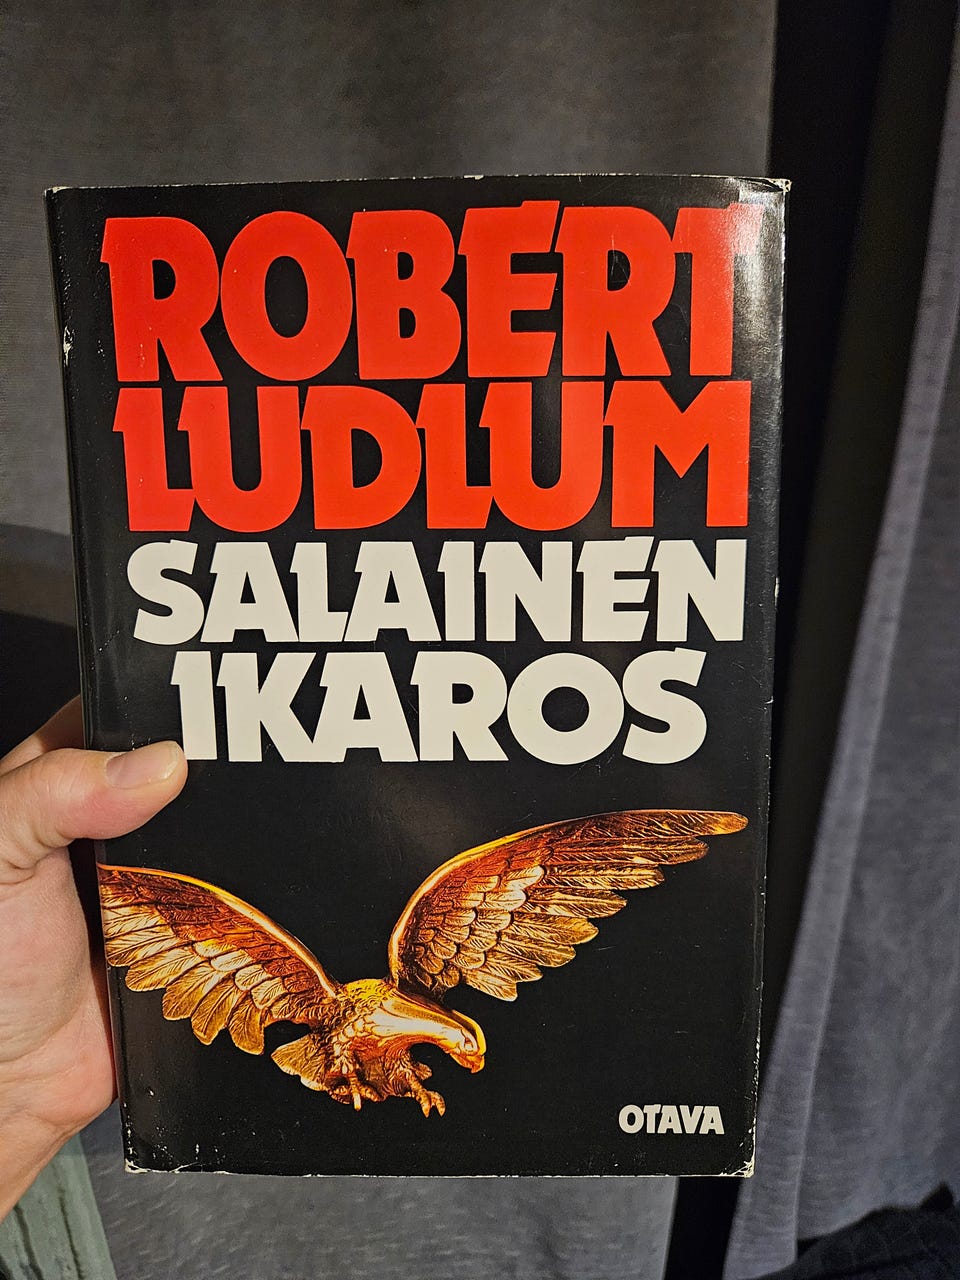 ROBERT
LUDLUM
SALAINEN
IKAROS
OTAVA